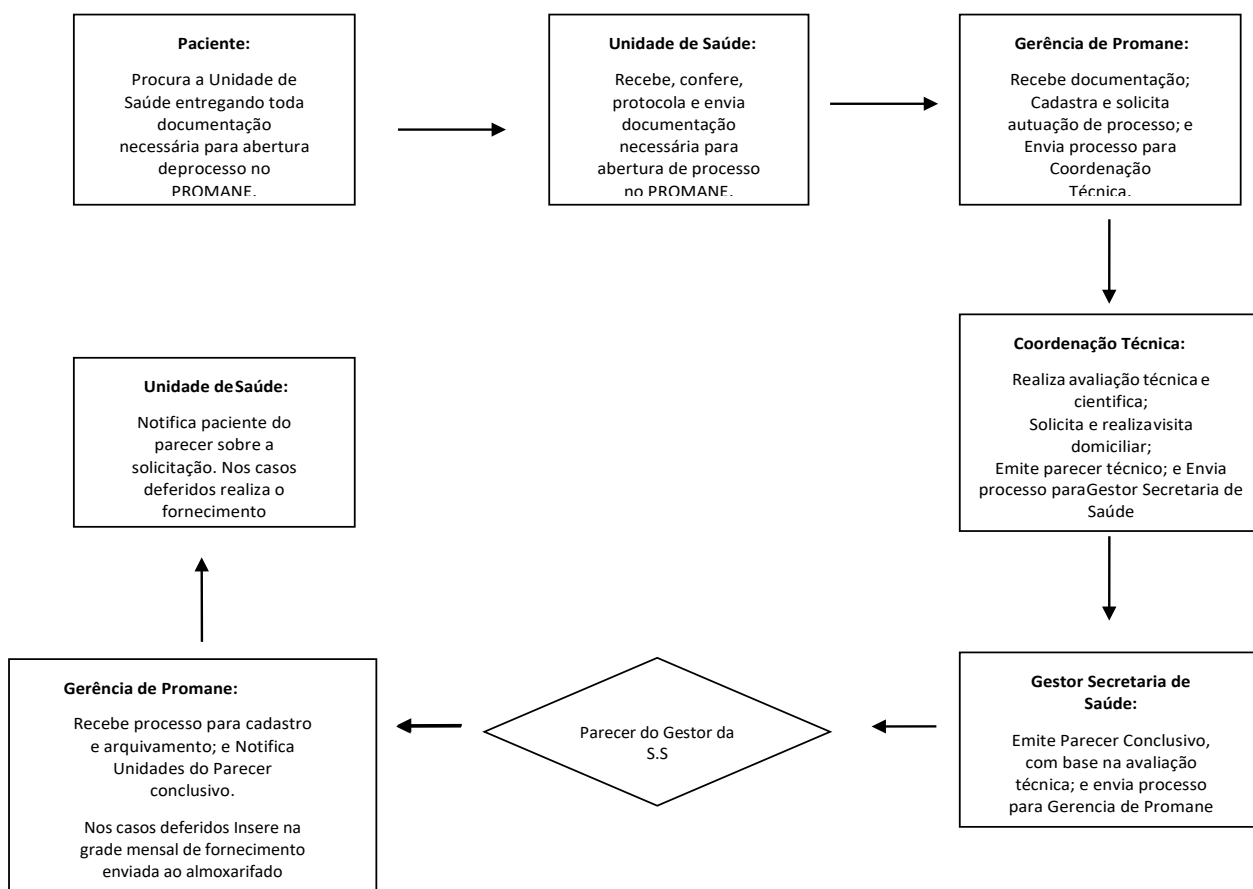 Paciente:
Procura a Unidade de
Saúde entregando toda
documentação
necessária para abertura
deprocesso no
PROMANE.
Unidade de Saúde:
Recebe, confere,
protocola e envia
documentação
necessária para
abertura de processo
no PROMANE.
Gerência de Promane:
Recebe documentação;
Cadastra e solicita
autuação de processo; e
Envia processo para
Coordenação
Técnica.
Coordenação Técnica:
Realiza avaliação técnica e
cientifica;
Solicita e realizavisita
domiciliar;
Emite parecer técnico; e Envia
processo paraGestor Secretaria de
Saúde
Gestor Secretaria de
Saúde:
Emite Parecer Conclusivo,
com base na avaliação
técnica; e envia processo
para Gerencia de Promane
Parecer do Gestor da
S.S
Gerência de Promane:
Recebe processo para cadastro
e arquivamento; e Notifica
Unidades do Parecer
conclusivo.
Nos casos deferidos Insere na
grade mensal de fornecimento
enviada ao almoxarifado
Unidade deSaúde:
Notifica paciente do
parecer sobre a
solicitação. Nos casos
deferidos realiza o
fornecimento